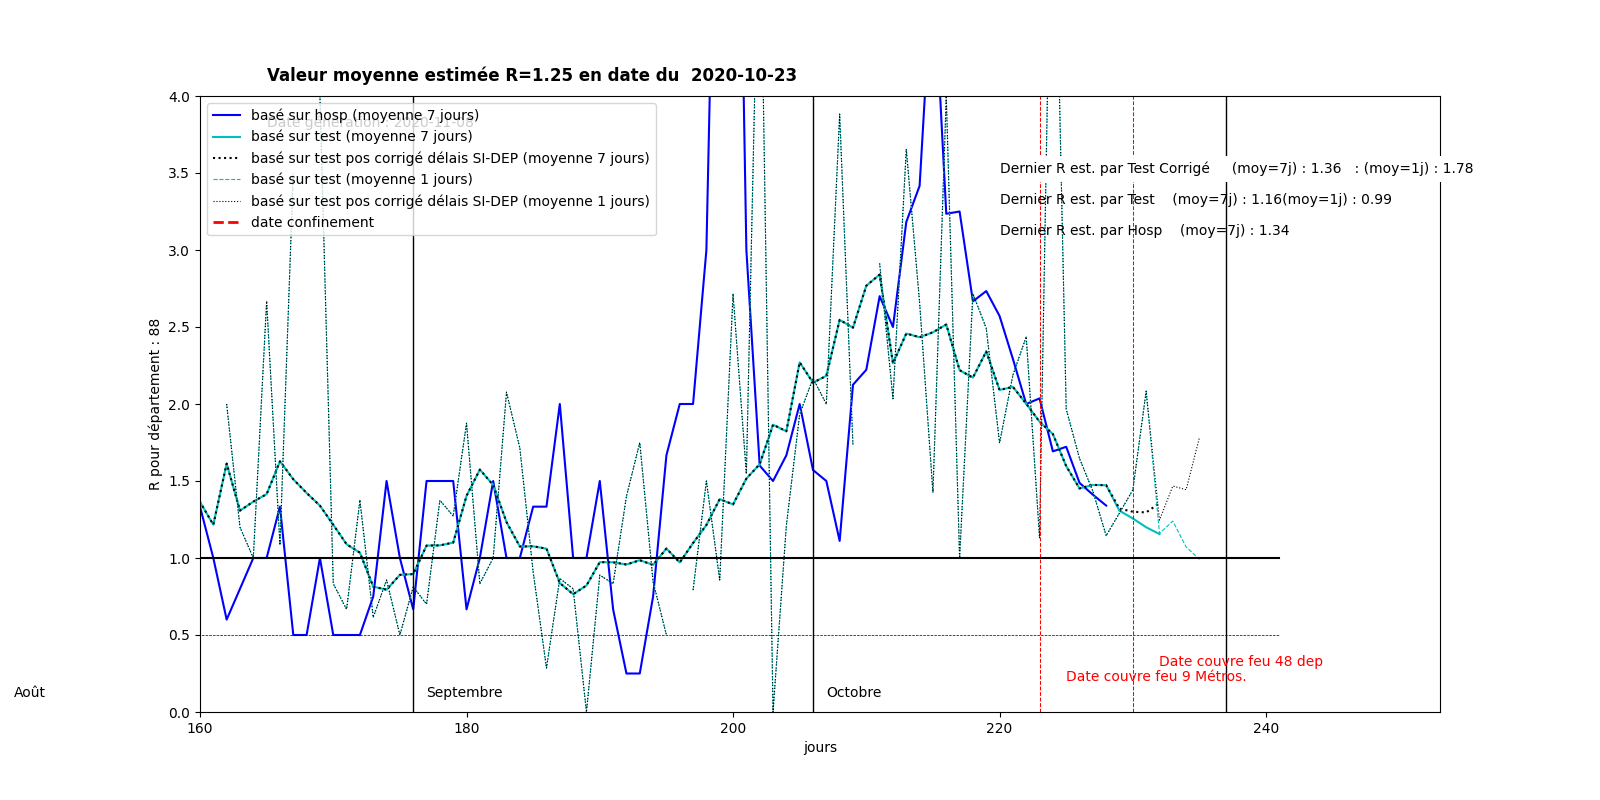 Valeur moyenne estimée R=1.25 en date du  2020-10-23
Date génération : 2020-11-08
basé sur hosp (moyenne 7 jours)
basé sur test (moyenne 7 jours)
basé sur test pos corrigé délais SI-DEP (moyenne 7 jours)
basé sur test (moyenne 1 jours)
basé sur test pos corrigé délais SI-DEP (moyenne 1 jours)
date confinement
Dernier R est. par Test Corrigé     (moy=7j) : 1.36   : (moy=1j) : 1.78
Dernier R est. par Test    (moy=7j) : 1.16(moy=1j) : 0.99
Dernier R est. par Hosp    (moy=7j) : 1.34
R pour département : 88
4.0
3.5
3.0
2.5
2.0
1.5
1.0
0.5
0.0
Date couvre feu 48 dep
Date couvre feu 9 Métros.
Août
Septembre
Octobre
160
180
200
220
240
jours